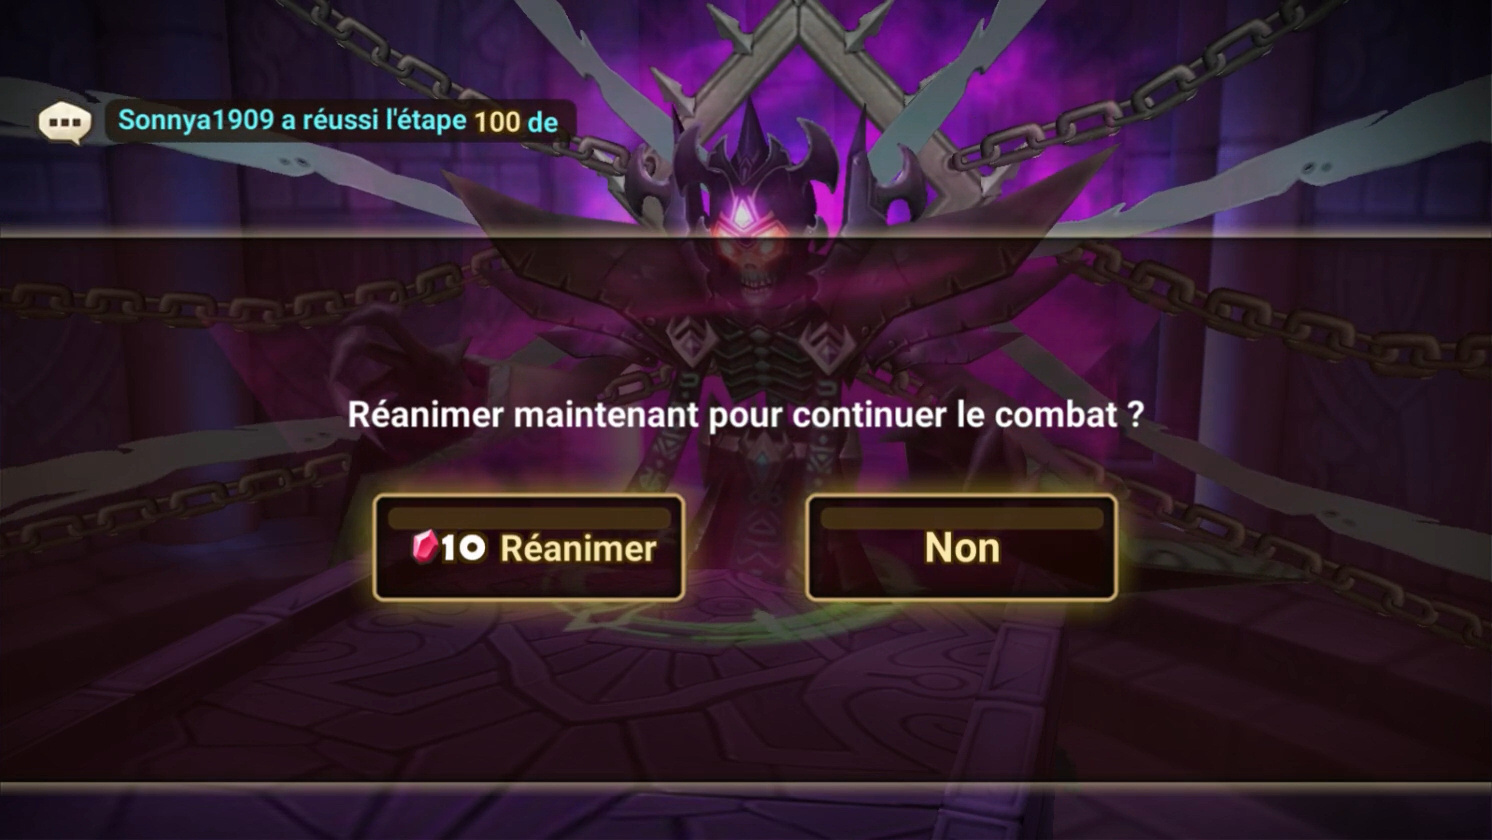 Sonnya1909 a réussi l'étape 100 de
Réanimer maintenant pour continuer le combat ?
10 Réanimer
Non